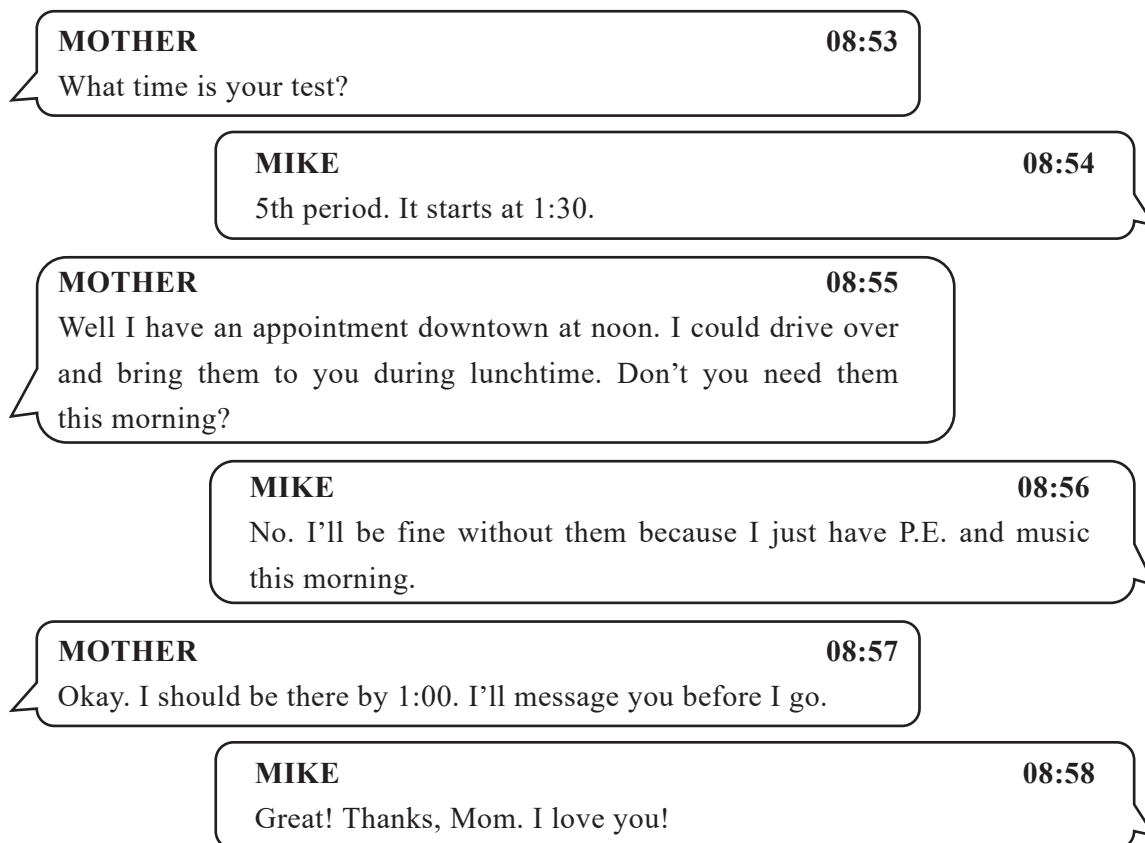 MOTHER 08:53
What time is your test?
MIKE 08:54
5th period. It starts at 1:30.
MOTHER 08:55
Well I have an appointment downtown at noon. I could drive over
and bring them to you during lunchtime. Don’t you need them
this morning?
MIKE 08:56
No. I’ll be fine without them because I just have P.E. and music
this morning.
MOTHER 08:57
Okay. I should be there by 1:00. I’ll message you before I go.
MIKE 08:58
Great! Thanks, Mom. I love you!